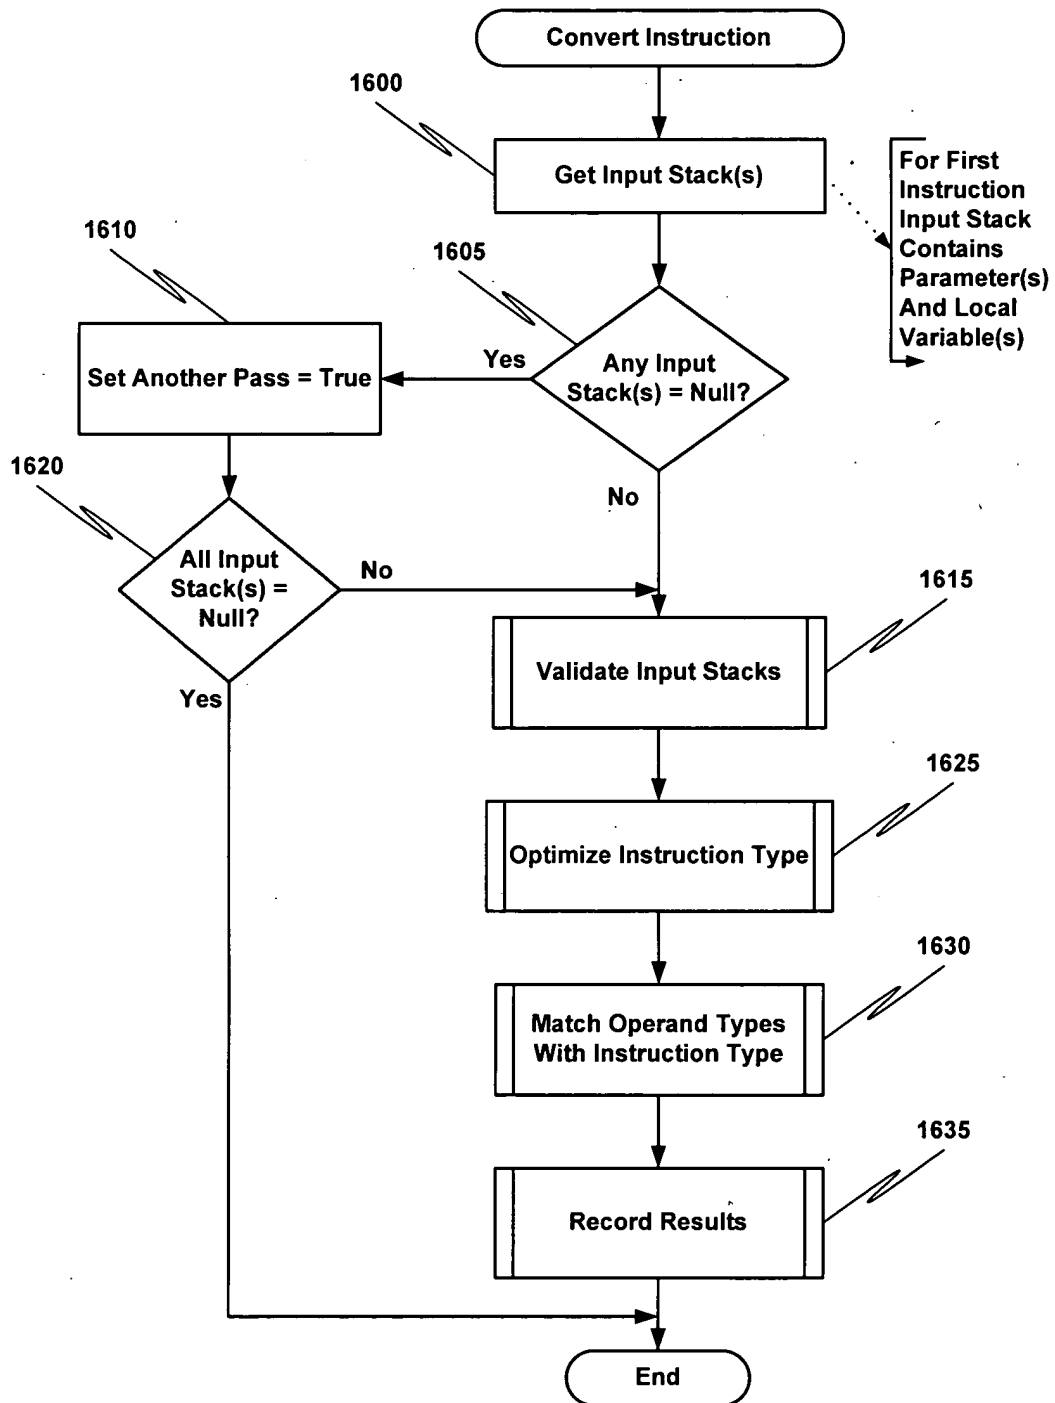 Convert Instruction
1600
Get Input Stack(s)
For First
Instruction
Input Stack
Contains
Parameter(s)
And Local
Variable(s)
1610
1605
Set Another Pass = True
Yes
Any Input
Stack(s) = Null?
No
1620
All Input
Stack(s) =
Null?
No
Yes
1615
Validate Input Stacks
1625
Optimize Instruction Type
1630
Match Operand Types
With Instruction Type
1635
Record Results
End